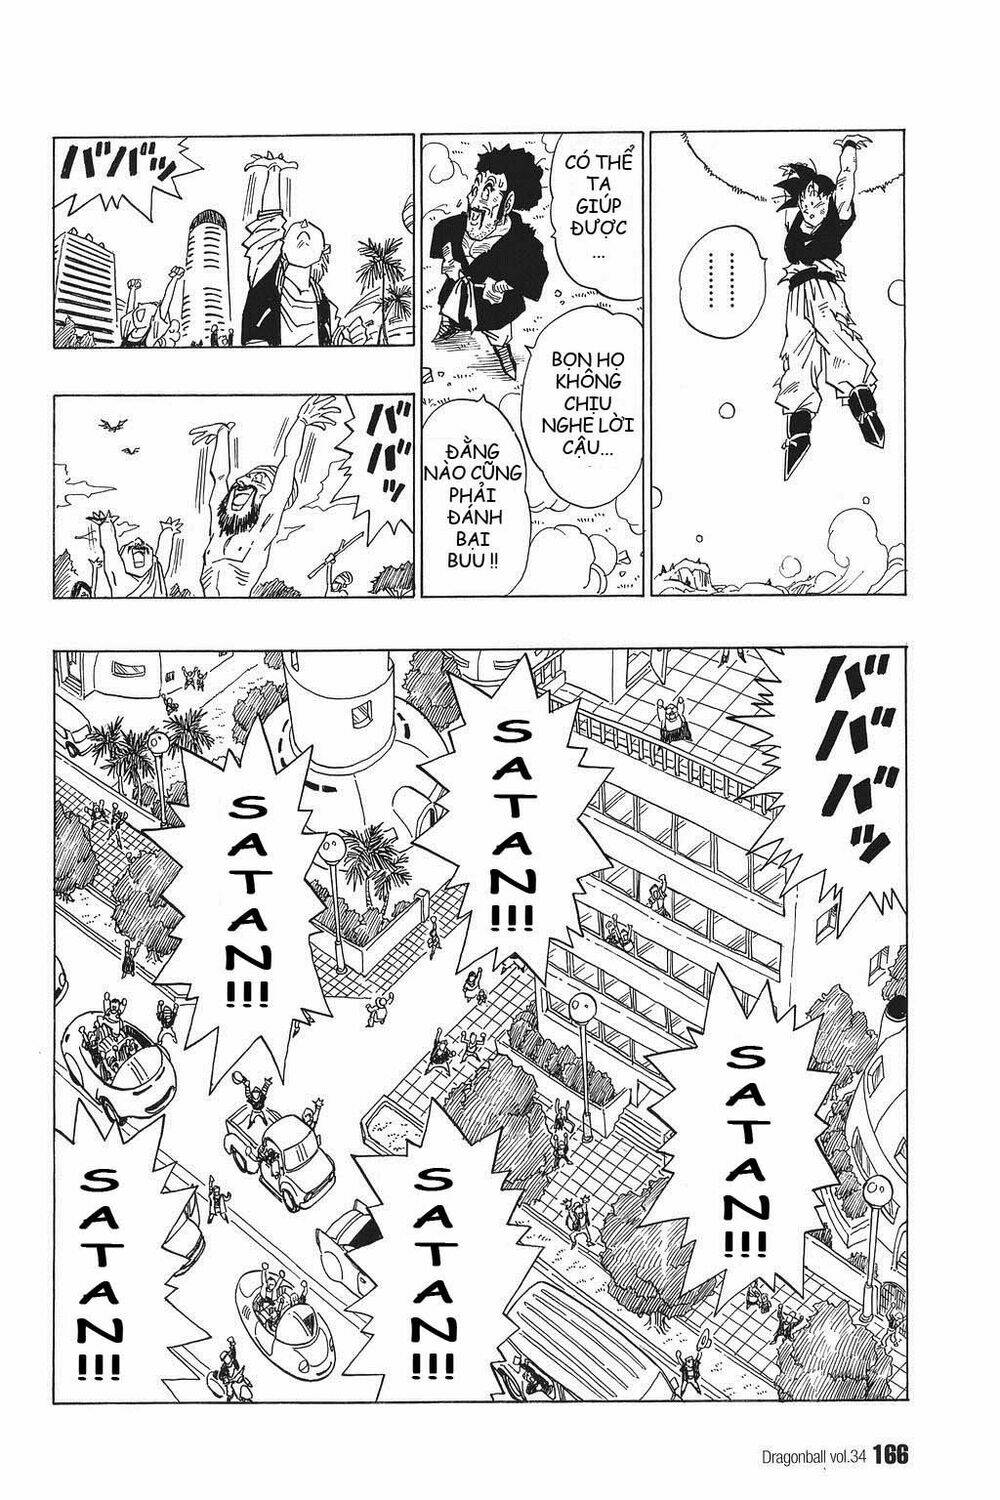 ............
CÓ THỂ
TA
GIÚP
ĐƯỢC
...
BỌN HỌ
KHÔNG
CHỊU
NGHE LỜI
CẬU...
ĐẰNG
NÀO CŨNG
PHẢI
ĐÁNH
BẠI
BUU !!
ババババッ
バババッ
ババババッ
SATAN!!!
SATAN!!!
SATAN!!!
SATAN!!!
SATAN!!!
Dragonball vol.34 166